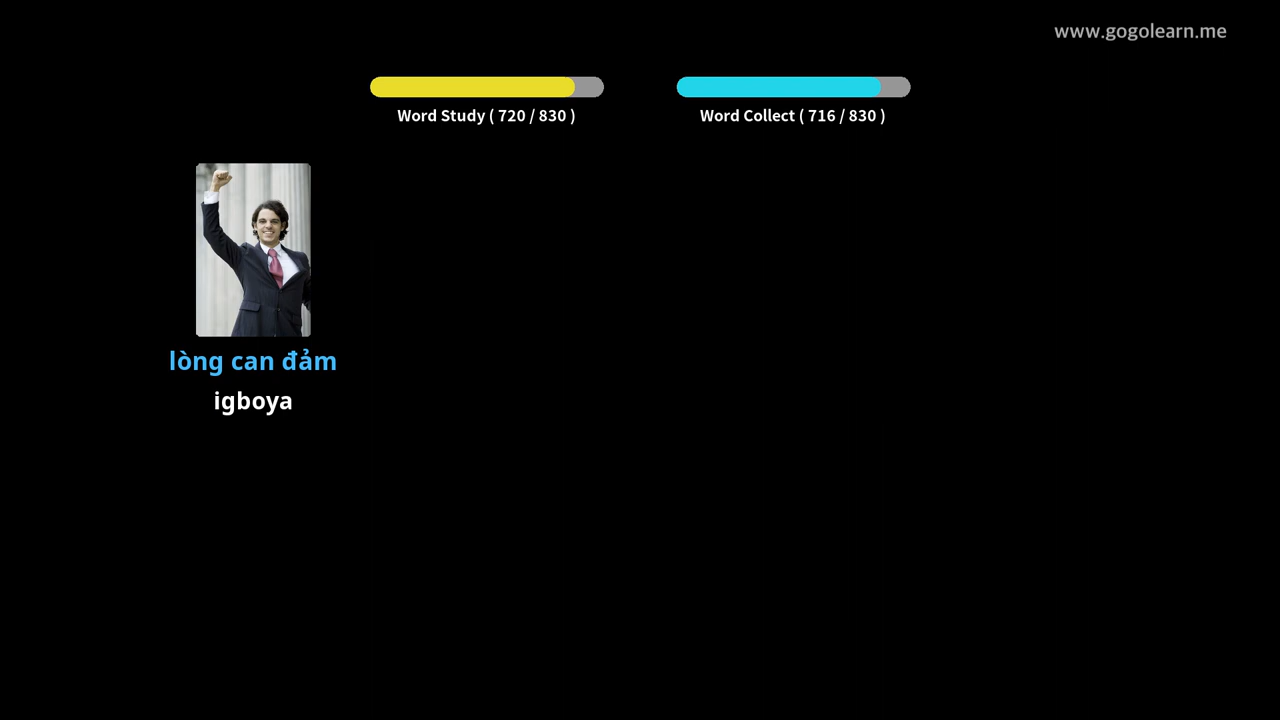 www.gogolearn.me
Word Study ( 720 / 830 )
Word Collect ( 716 / 830 )
lòng can đảm
igboya